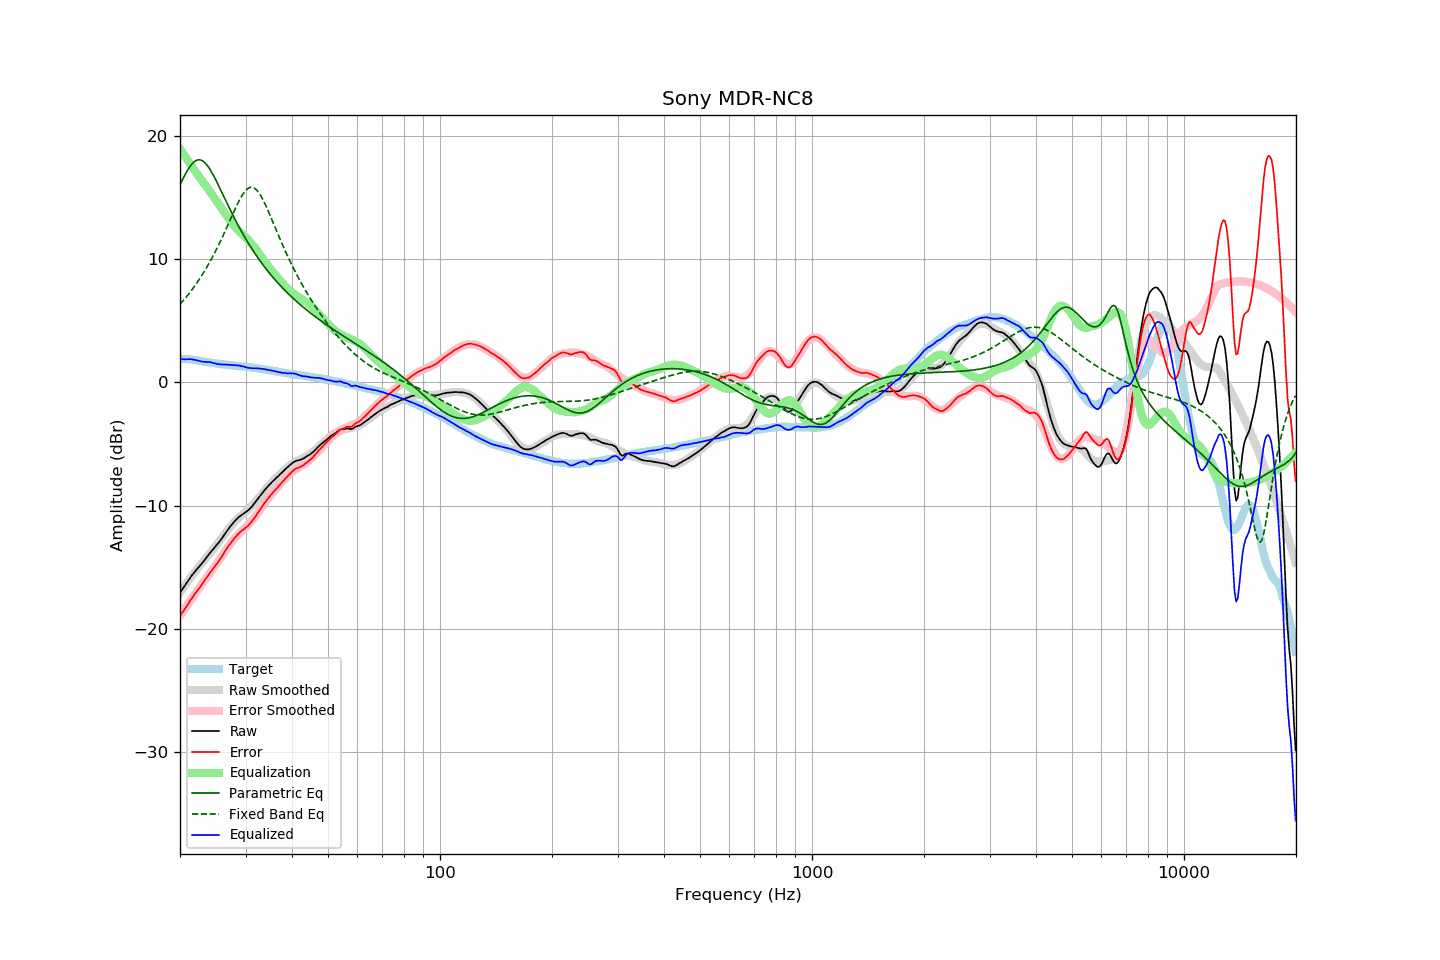 Sony MDR-NC8
20
10
0
−10
−20
−30
Amplitude (dBr)
Target
Raw Smoothed
Error Smoothed
Raw
Error
Equalization
Parametric Eq
Fixed Band Eq
Equalized
100 1000 10000
Frequency (Hz)